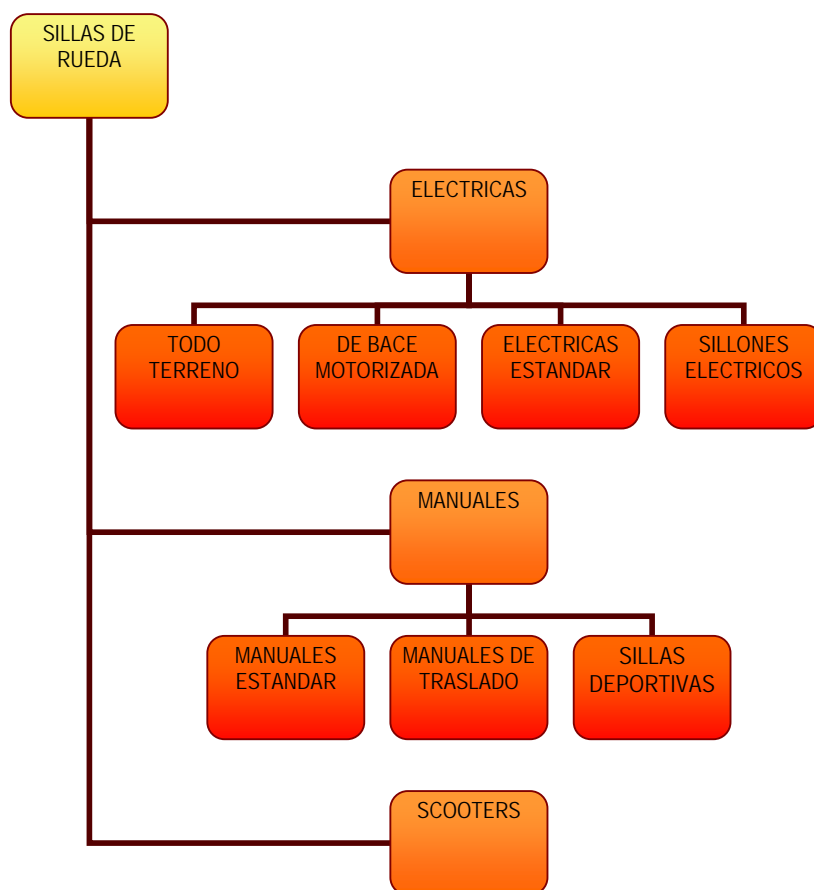 SILLAS DE
RUEDA
ELECTRICAS
TODO
TERRENO
DE BACE
MOTORIZADA
ELECTRICAS
ESTANDAR
SILLONES
ELECTRICOS
MANUALES
MANUALES
ESTANDAR
MANUALES DE
TRASLADO
SILLAS
DEPORTIVAS
SCOOTERS